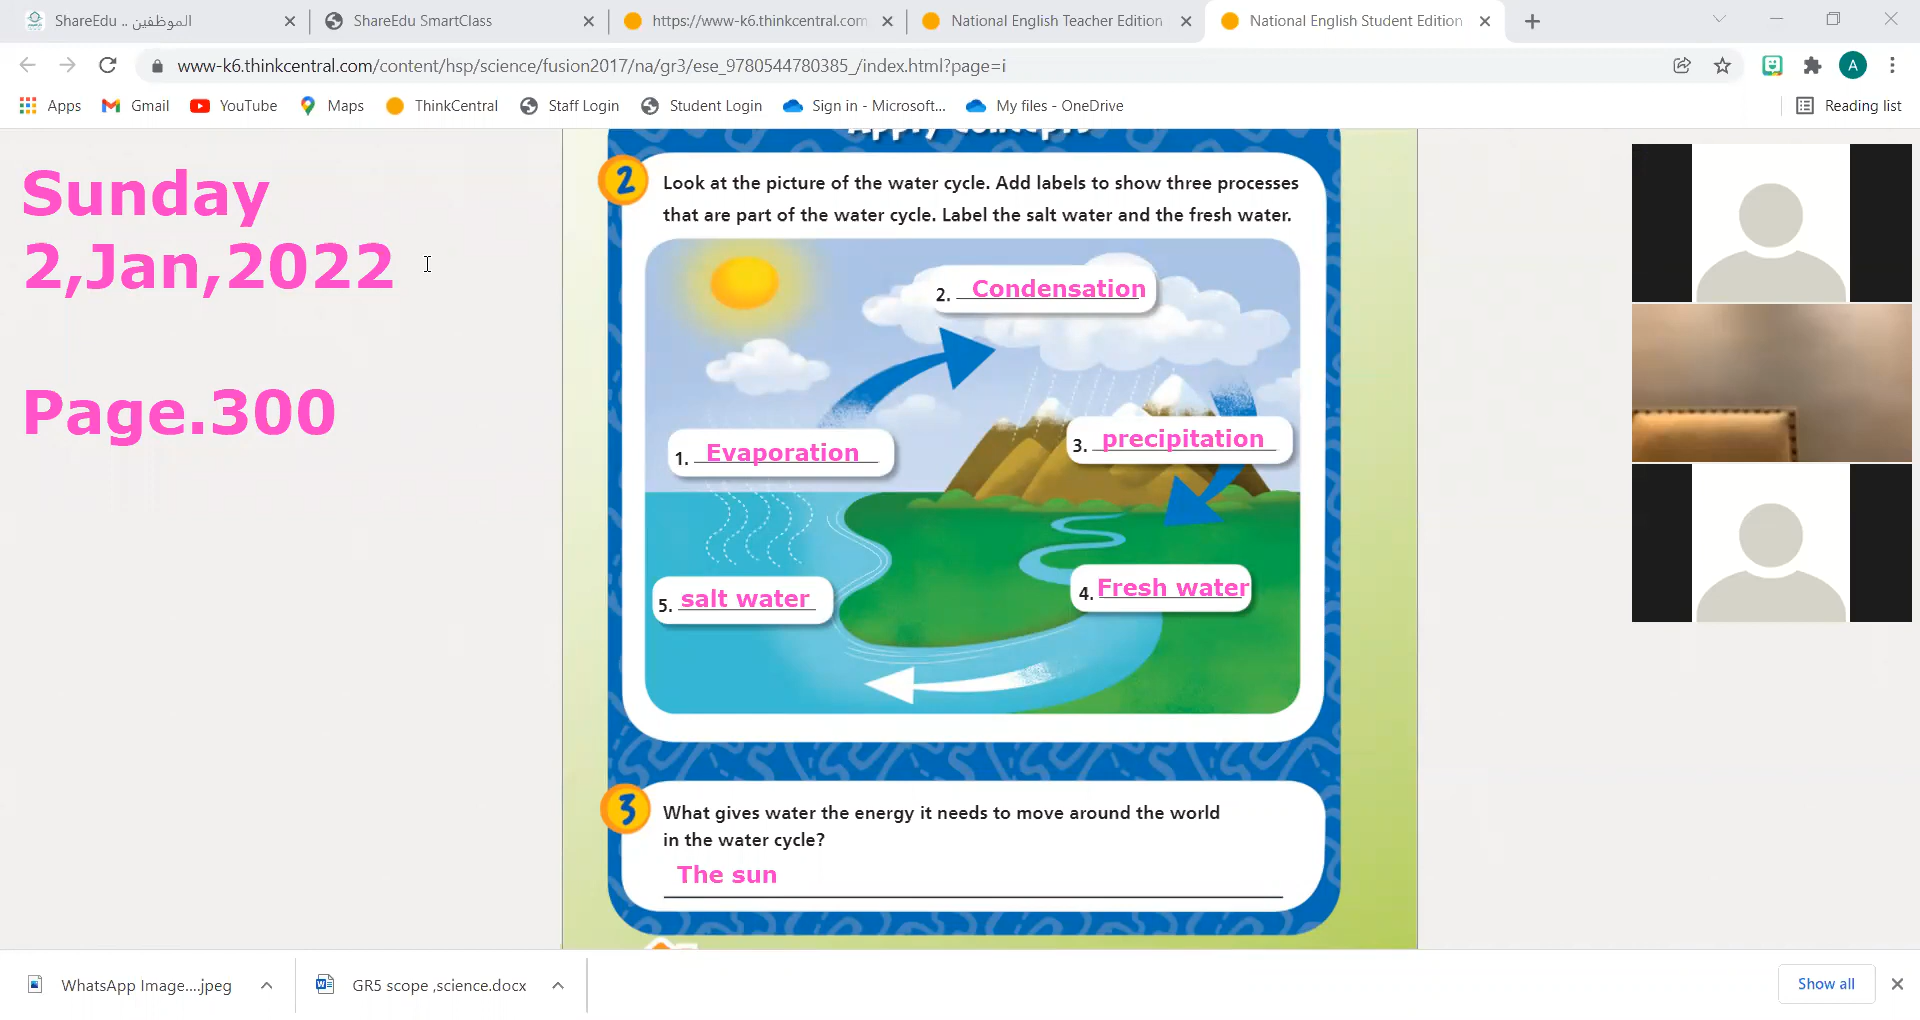 ShareEdu .. الموظفين
ShareEdu SmartClass
https://www-k6.thinkcentral.com
National English Teacher Edition
National English Student Edition
www-k6.thinkcentral.com/content/hsp/science/fusion2017/na/gr3/ese_9780544780385_/index.html?page=i
A
Apps
Gmail
YouTube
Maps
ThinkCentral
Staff Login
Student Login
Sign in - Microsoft...
My files - OneDrive
Reading list
Sunday
2,Jan,2022
Page.300
Apply Concepts
2
Look at the picture of the water cycle. Add labels to show three processes
that are part of the water cycle. Label the salt water and the fresh water.
2. Condensation
1. Evaporation
3. precipitation
5. salt water
4. Fresh water
3
What gives water the energy it needs to move around the world
in the water cycle?
The sun
WhatsApp Image....jpeg
GR5 scope ,science.docx
Show all